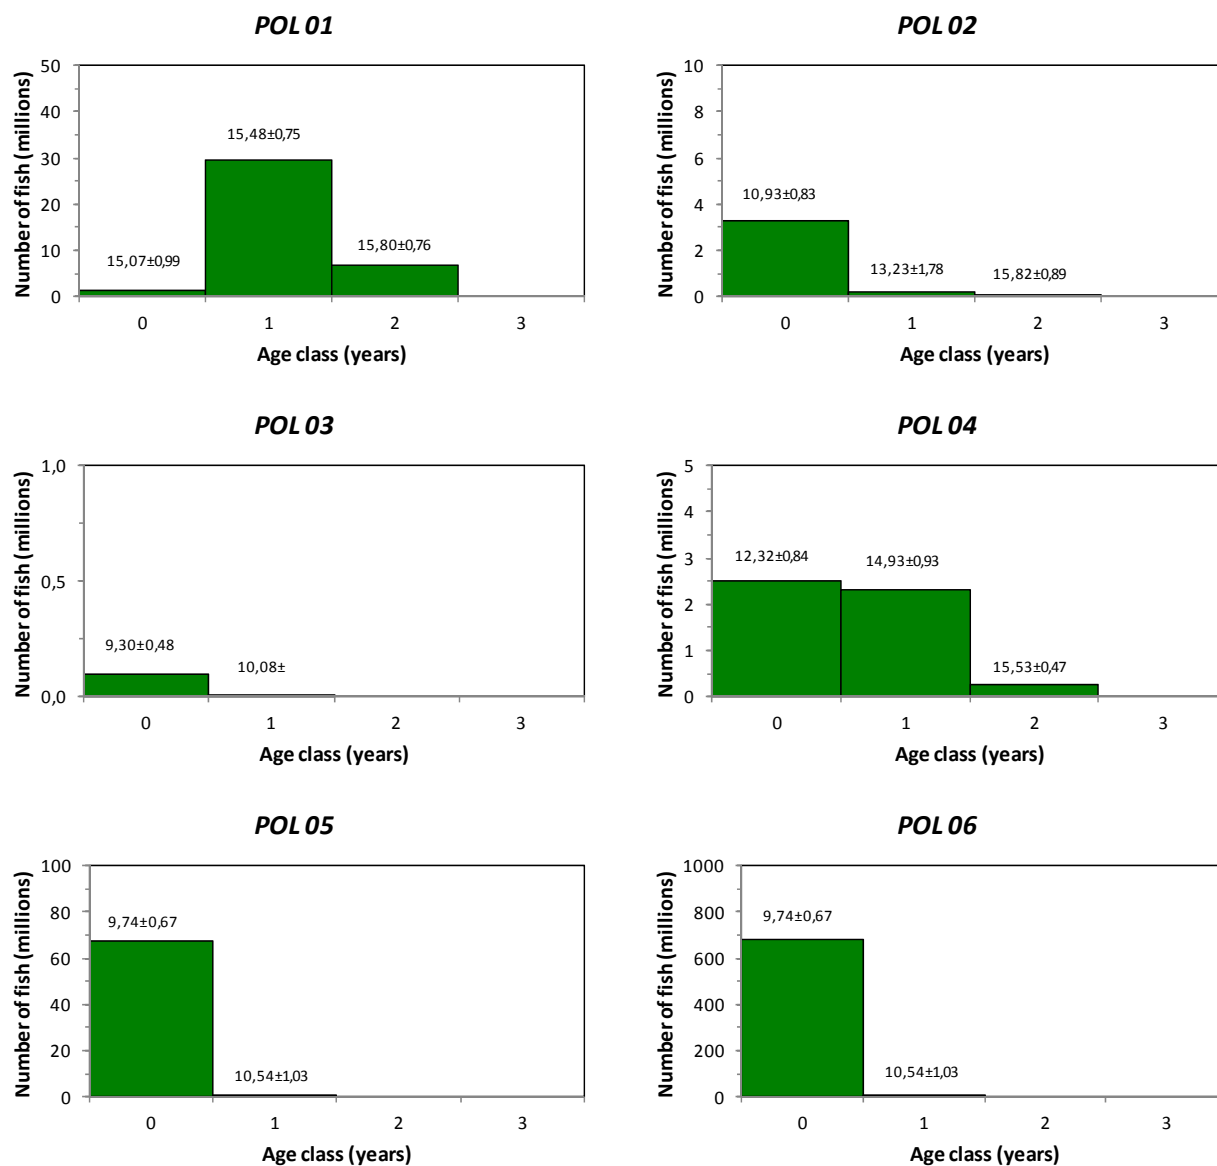 POL 01
Number of fish (millions)
50
40
30
20
10
0
15,07±0,99
15,48±0,75
15,80±0,76
0 1 2 3
Age class (years)
POL 02
Number of fish (millions)
10
8
6
4
2
0
10,93±0,83
13,23±1,78
15,82±0,89
0 1 2 3
Age class (years)
POL 03
Number of fish (millions)
1,0
0,5
0,0
9,30±0,48
10,08±
0 1 2 3
Age class (years)
POL 04
Number of fish (millions)
5
4
3
2
1
0
12,32±0,84
14,93±0,93
15,53±0,47
0 1 2 3
Age class (years)
POL 05
Number of fish (millions)
100
80
60
40
20
0
9,74±0,67
10,54±1,03
0 1 2 3
Age class (years)
POL 06
Number of fish (millions)
1000
800
600
400
200
0
9,74±0,67
10,54±1,03
0 1 2 3
Age class (years)